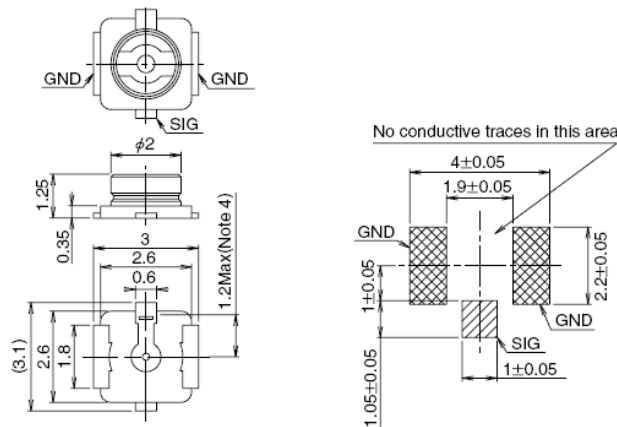 GND
GND
SIG
ϕ2
1.25
0.35
3
2.6
0.6
1.2Max(Note 4)
(3.1)
2.6
1.8
No conductive traces in this area
4±0.05
1.9±0.05
GND
1±0.05
2.2±0.05
GND
SIG
1.05±0.05
1±0.05